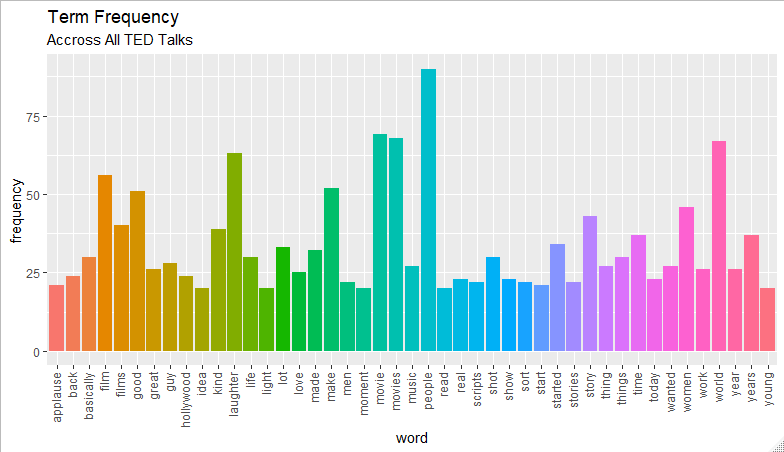 Term Frequency
Accross All TED Talks
frequency
75
50
25
0
applause
back
basically
film
films
good
great
guy
hollywood
idea
kind
laughter
life
light
lot
love
made
make
men
moment
movie
movies
music
people
read
real
scripts
shot
show
sort
start
started
stories
story
thing
things
time
today
wanted
women
work
world
year
years
young
word